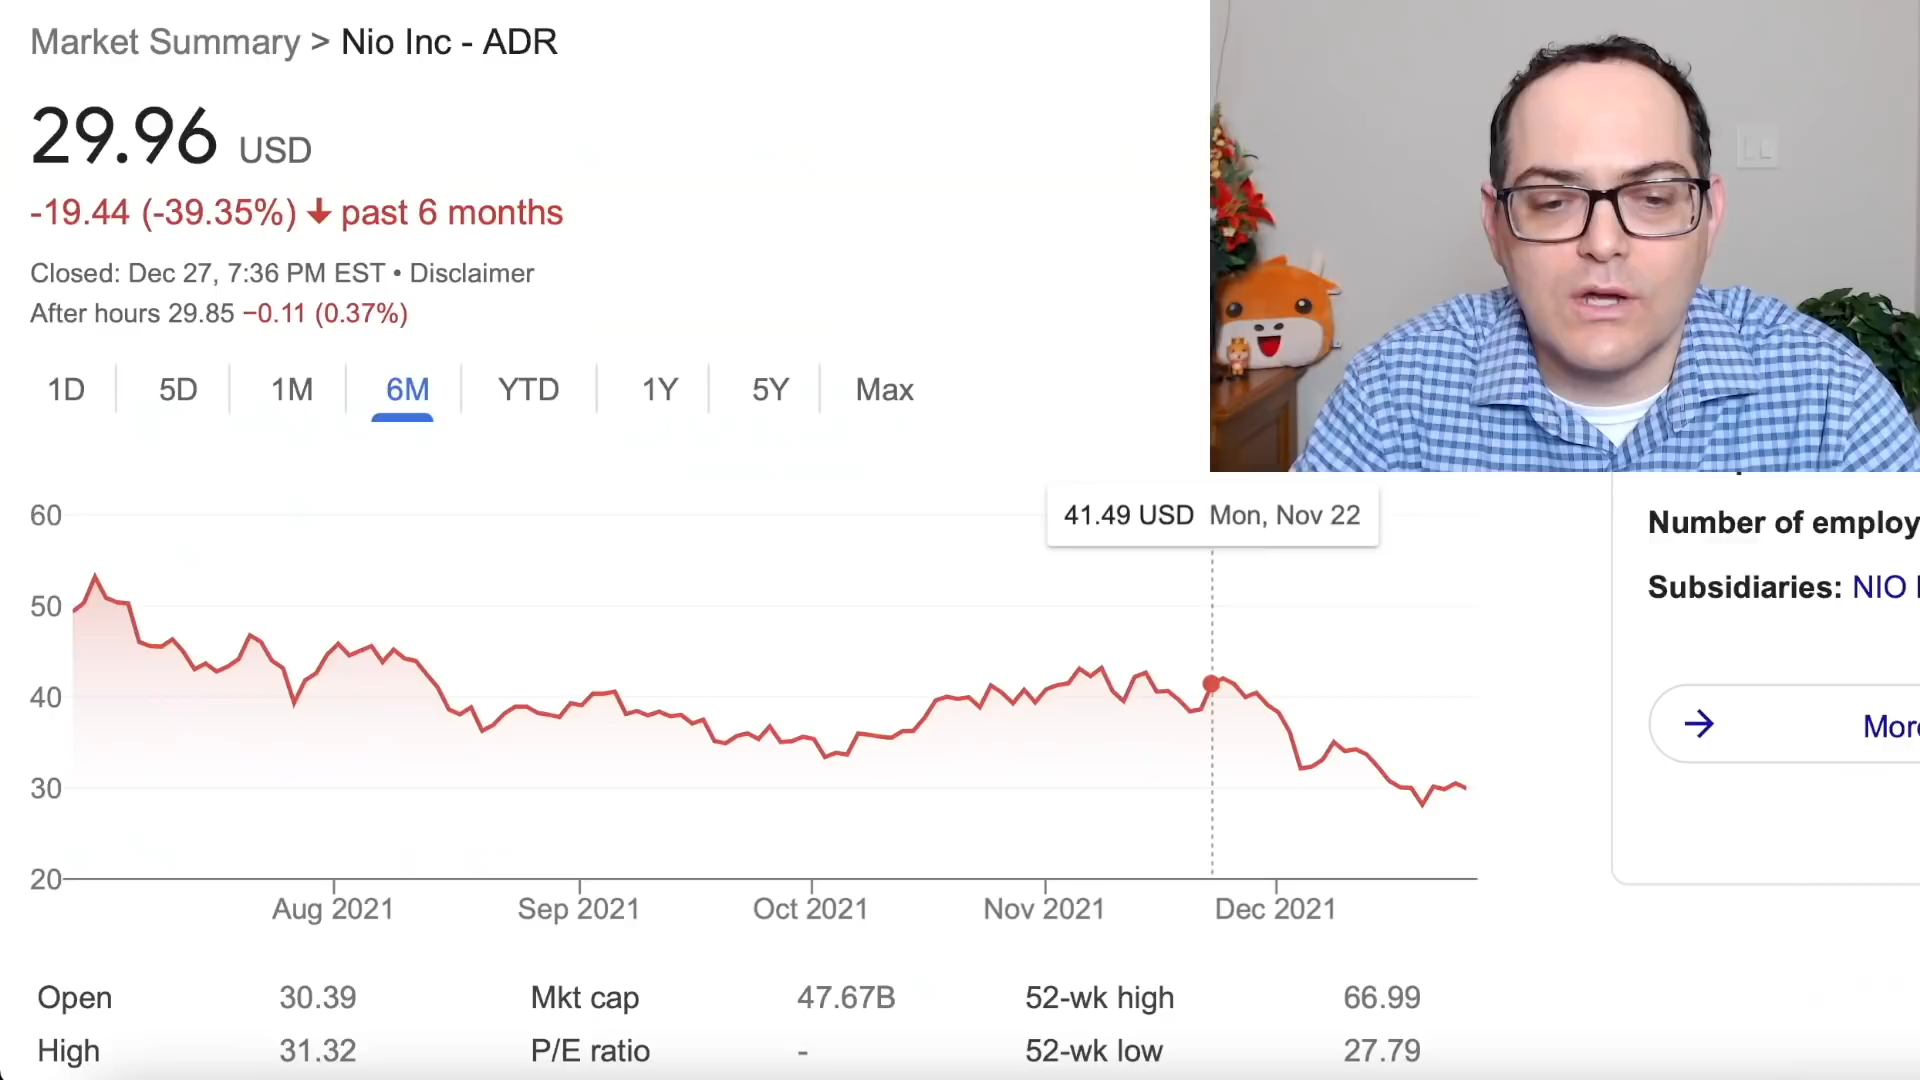 Market Summary > Nio Inc - ADR
29.96 USD
-19.44 (-39.35%) ↓ past 6 months
Closed: Dec 27, 7:36 PM EST • Disclaimer
After hours 29.85 −0.11 (0.37%)
1D 5D 1M 6M YTD 1Y 5Y Max
41.49 USD Mon, Nov 22
60
50
40
30
20
Aug 2021 Sep 2021 Oct 2021 Nov 2021 Dec 2021
Number of employ
Subsidiaries: NIO
→ More
Open 30.39 Mkt cap 47.67B 52-wk high 66.99
High 31.32 P/E ratio - 52-wk low 27.79